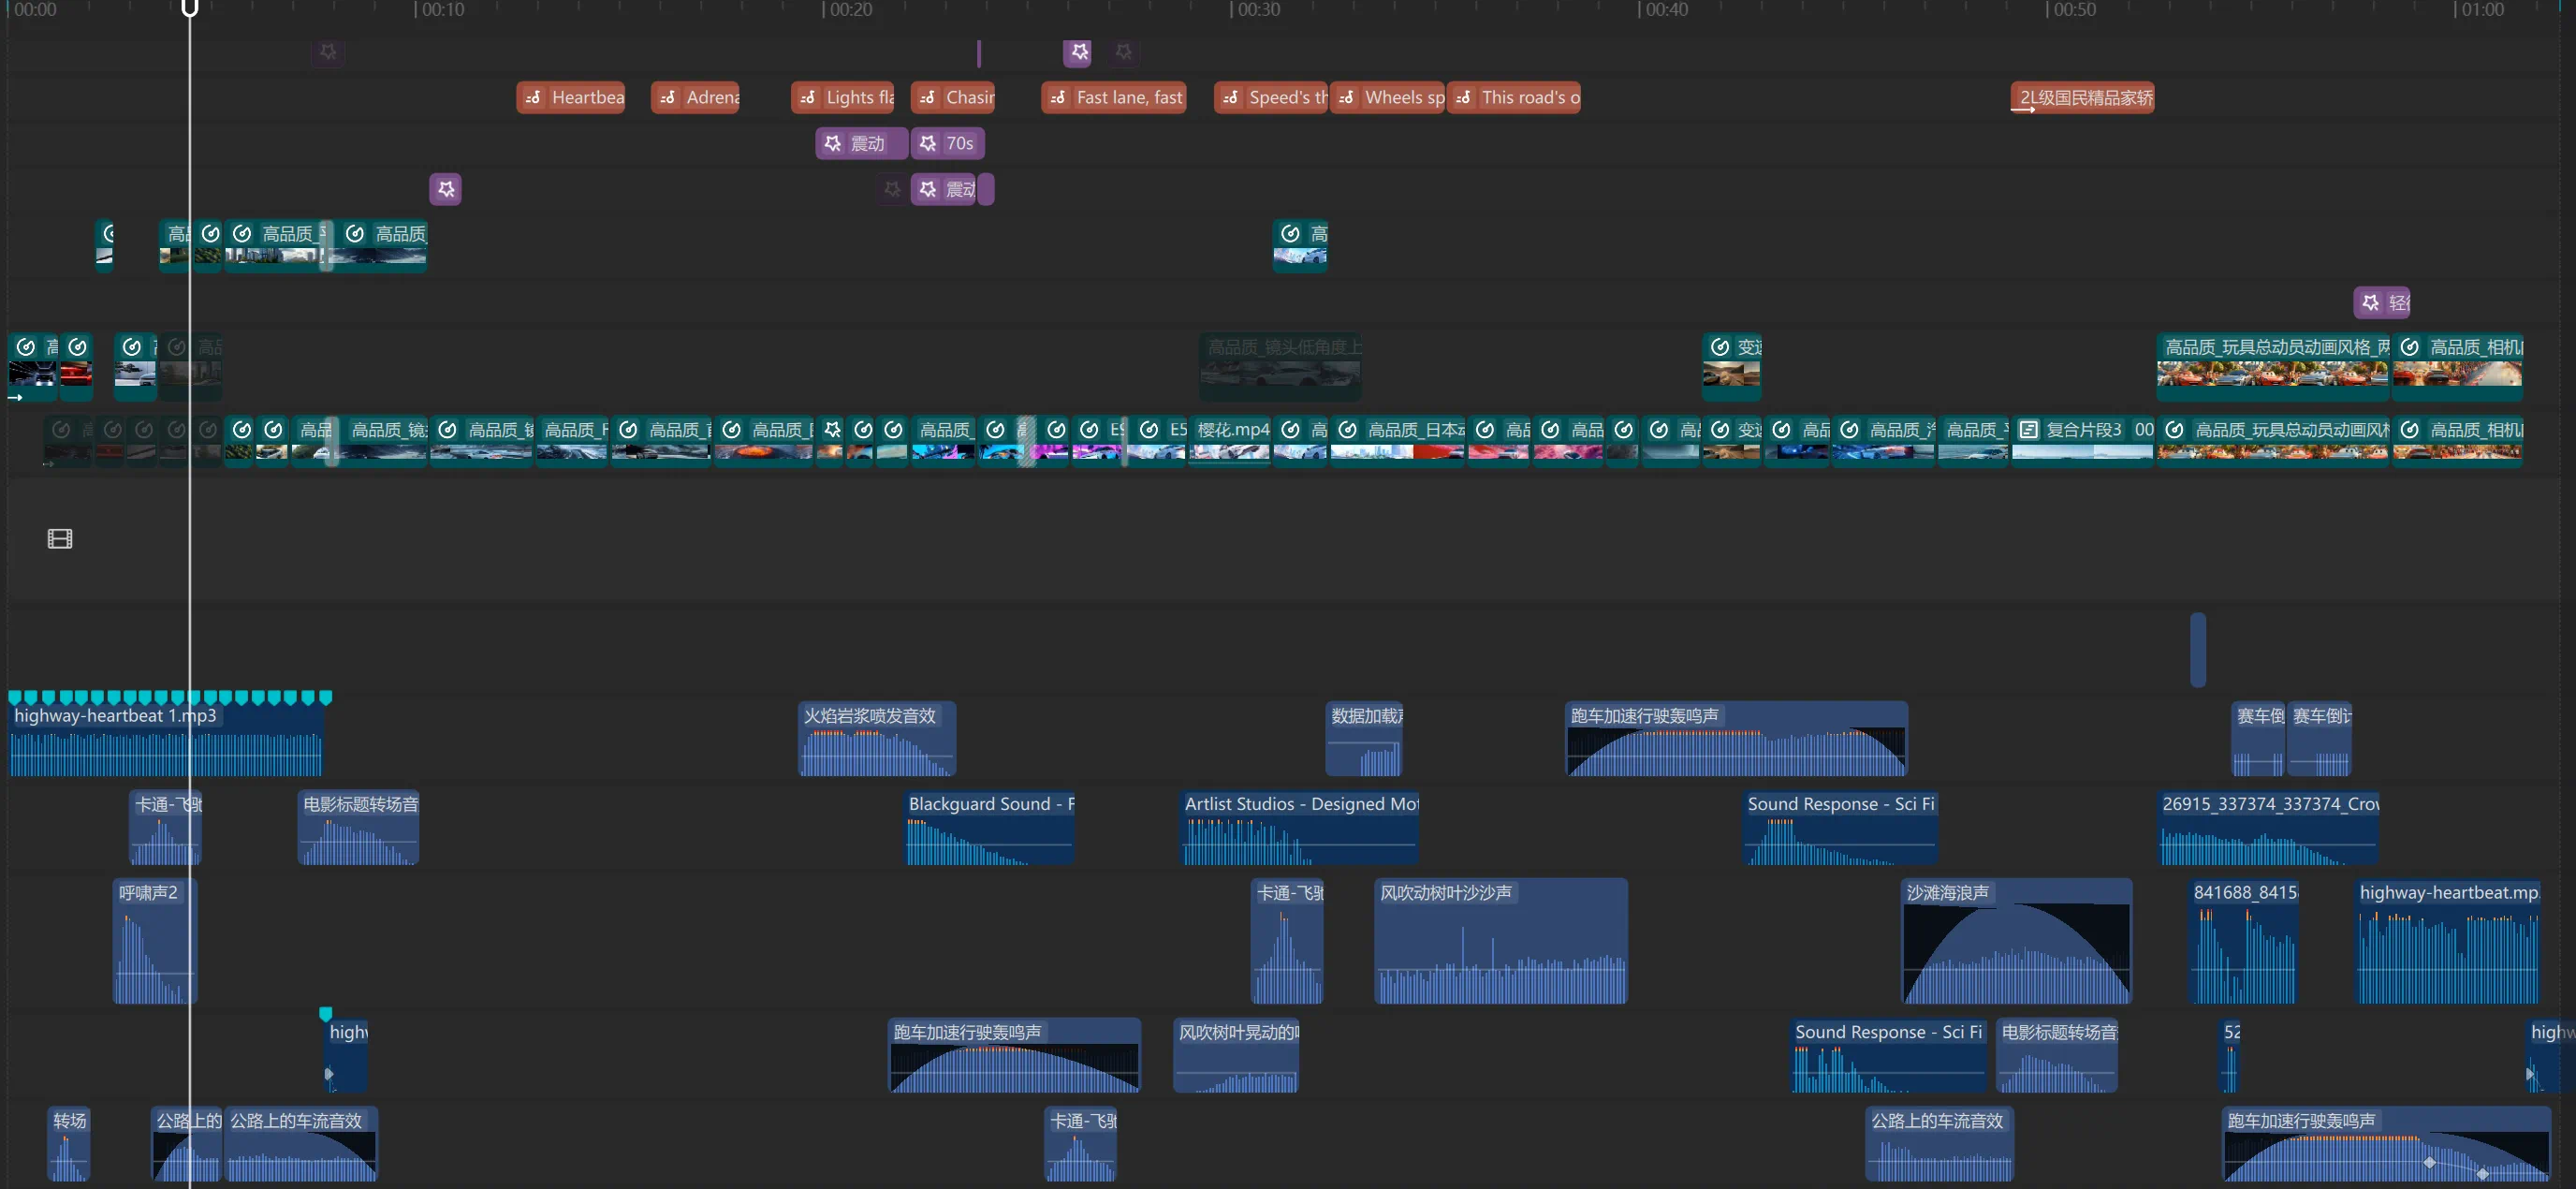 00:00 00:10 00:20 00:30 00:40 00:50 01:00
Heartbea Adrena Lights fla Chasin Fast lane, fast Speed's th Wheels sp This road's o 2L级国民精品家轿
震动 70s
震动
高品 高品质_ 高品质_ 高
轻
高 高品 高品质_镜头低角度上 变速 高品质_玩具总动员动画风格_两 高品质_相机
高品 高品质_镜 高品质_镜 高品质_F 高品质_ 高品质_ 高品质_ E5 樱花.mp4 高 高品质_日本动 高品 高品 高品 变速 高品 高品质_ 高品质_ 复合片段3 00 高品质_玩具总动员动画风格 高品质_相机
highway-heartbeat 1.mp3 火焰岩浆喷发音效 数据加载声 跑车加速行驶轰鸣声 赛车倒 赛车倒计
卡通-飞驰 电影标题转场音 Blackguard Sound - F Artlist Studios - Designed Mot Sound Response - Sci Fi 26915_337374_337374_Crow
呼啸声2 卡通-飞驰 风吹动树叶沙沙声 沙滩海浪声 841688_8415 highway-heartbeat.mp
highw 跑车加速行驶轰鸣声 风吹树叶晃动的 Sound Response - Sci Fi 电影标题转场音 52 highw
转场 公路上的 公路上的车流音效 卡通-飞驰 公路上的车流音效 跑车加速行驶轰鸣声